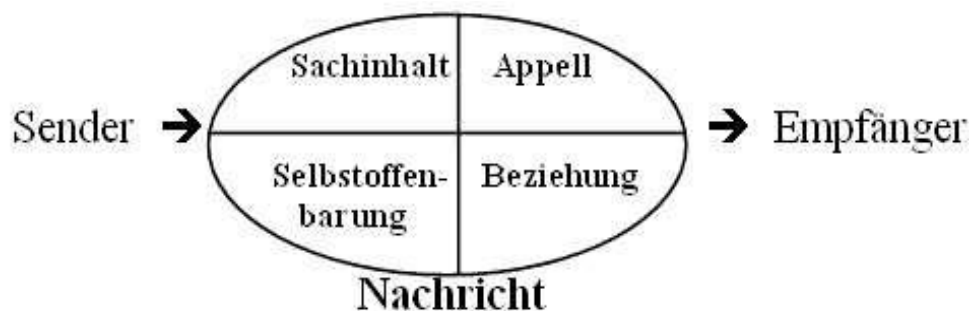 Sachinhalt Appell
Sender → → Empfänger
Selbstoffen- Beziehung
barung
Nachricht